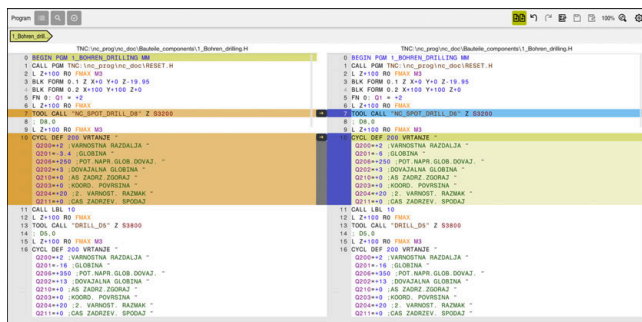 Program
100%
1_Bohren_drill..
TNC:\nc_prog\nc_doc\Bauteile_components\1_Bohren_drilling.H
0 BEGIN PGM 1_BOHREN_DRILLING MM
1 CALL PGM TNC:\nc_prog\nc_doc\RESET.H
2 L Z+100 R0 FMAX M3
3 BLK FORM 0.1 Z X+0 Y+0 Z-19.95
4 BLK FORM 0.2 X+100 Y+100 Z+0
5 FN 0: Q1 = +2
6 L Z+100 R0 FMAX
7 TOOL CALL "NC_SPOT_DRILL_D8" Z S3200
8 ; D8,0
9 L Z+100 R0 FMAX M3
10 CYCL DEF 200 VRTANJE ~
Q200=+2 ;VARNOSTNA RAZDALJA ~
Q201=-3.4 ;GLOBINA ~
Q206=+250 ;POT.NAPR.GLOB.DOVAJ. ~
Q202=+3 ;DOVAJALNA GLOBINA ~
Q210=+0 ;AS ZADRZ.ZGORAJ ~
Q203=+0 ;KOORD. POVRSINA ~
Q204=+20 ;2. VARNOST. RAZMAK ~
Q211=+0 ;CAS ZADRZEV. SPODAJ
11 CALL LBL 10
12 L Z+100 R0 FMAX
13 TOOL CALL "DRILL_D5" Z S3800
14 ; D5,0
15 L Z+100 R0 FMAX M3
16 CYCL DEF 200 VRTANJE ~
Q200=+2 ;VARNOSTNA RAZDALJA ~
Q201=-16 ;GLOBINA ~
Q206=+350 ;POT.NAPR.GLOB.DOVAJ. ~
Q202=+13 ;DOVAJALNA GLOBINA ~
Q210=+0 ;AS ZADRZ.ZGORAJ ~
Q203=+0 ;KOORD. POVRSINA ~
Q204=+20 ;2. VARNOST. RAZMAK ~
Q211=+0 ;CAS ZADRZEV. SPODAJ ~
TNC:\nc_prog\nc_doc\Bauteile_components\1_Bohren_drilling.H
0 BEGIN PGM 1_BOHREN_DRILLING MM
1 CALL PGM TNC:\nc_prog\nc_doc\RESET.H
2 L Z+100 R0 FMAX M3
3 BLK FORM 0.1 Z X+0 Y+0 Z-19.95
4 BLK FORM 0.2 X+100 Y+100 Z+0
5 FN 0: Q1 = +2
6 L Z+100 R0 FMAX
7 TOOL CALL "NC_SPOT_DRILL_D6" Z S3200
8 ; D8,0
9 L Z+100 R0 FMAX M3
10 CYCL DEF 200 VRTANJE ~
Q200=+2 ;VARNOSTNA RAZDALJA ~
Q201=-6 ;GLOBINA ~
Q206=+250 ;POT.NAPR.GLOB.DOVAJ. ~
Q202=+3 ;DOVAJALNA GLOBINA ~
Q210=+0 ;AS ZADRZ.ZGORAJ ~
Q203=+0 ;KOORD. POVRSINA ~
Q204=+20 ;2. VARNOST. RAZMAK ~
Q211=+0 ;CAS ZADRZEV. SPODAJ
11 CALL LBL 10
12 L Z+100 R0 FMAX
13 TOOL CALL "DRILL_D5" Z S3800
14 ; D5,0
15 L Z+100 R0 FMAX M3
16 CYCL DEF 200 VRTANJE ~
Q200=+2 ;VARNOSTNA RAZDALJA ~
Q201=-16 ;GLOBINA ~
Q206=+350 ;POT.NAPR.GLOB.DOVAJ. ~
Q202=+13 ;DOVAJALNA GLOBINA ~
Q210=+0 ;AS ZADRZ.ZGORAJ ~
Q203=+0 ;KOORD. POVRSINA ~
Q204=+20 ;2. VARNOST. RAZMAK ~
Q211=+0 ;CAS ZADRZEV. SPODAJ ~